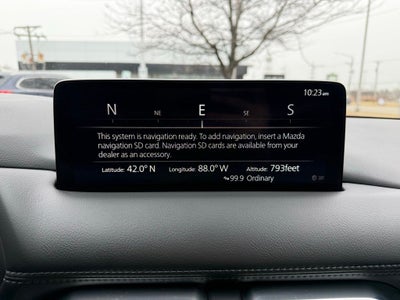 10:23 am
N NE E SE S
This system is navigation ready. To add navigation, insert a Mazda
navigation SD card. Navigation SD cards are available from your
dealer as an accessory.
Latitude: 42.0° N Longitude: 88.0° W Altitude: 793feet
99.9 Ordinary